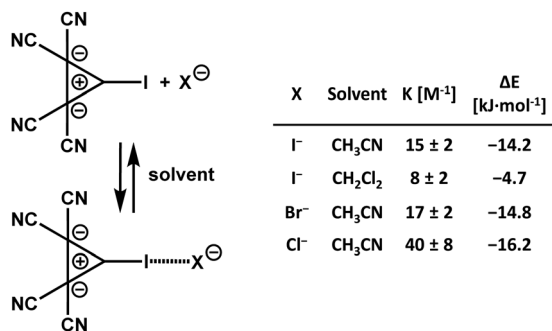 CN
NC
⊖
⊕
I + X⊖
⊖
NC
CN
solvent
CN
NC
⊖
⊕
I X⊖
⊖
NC
CN
X Solvent K [M⁻¹] ΔE [kJ·mol⁻¹]
I⁻ CH₃CN 15 ± 2 −14.2
I⁻ CH₂Cl₂ 8 ± 2 −4.7
Br⁻ CH₃CN 17 ± 2 −14.8
Cl⁻ CH₃CN 40 ± 8 −16.2